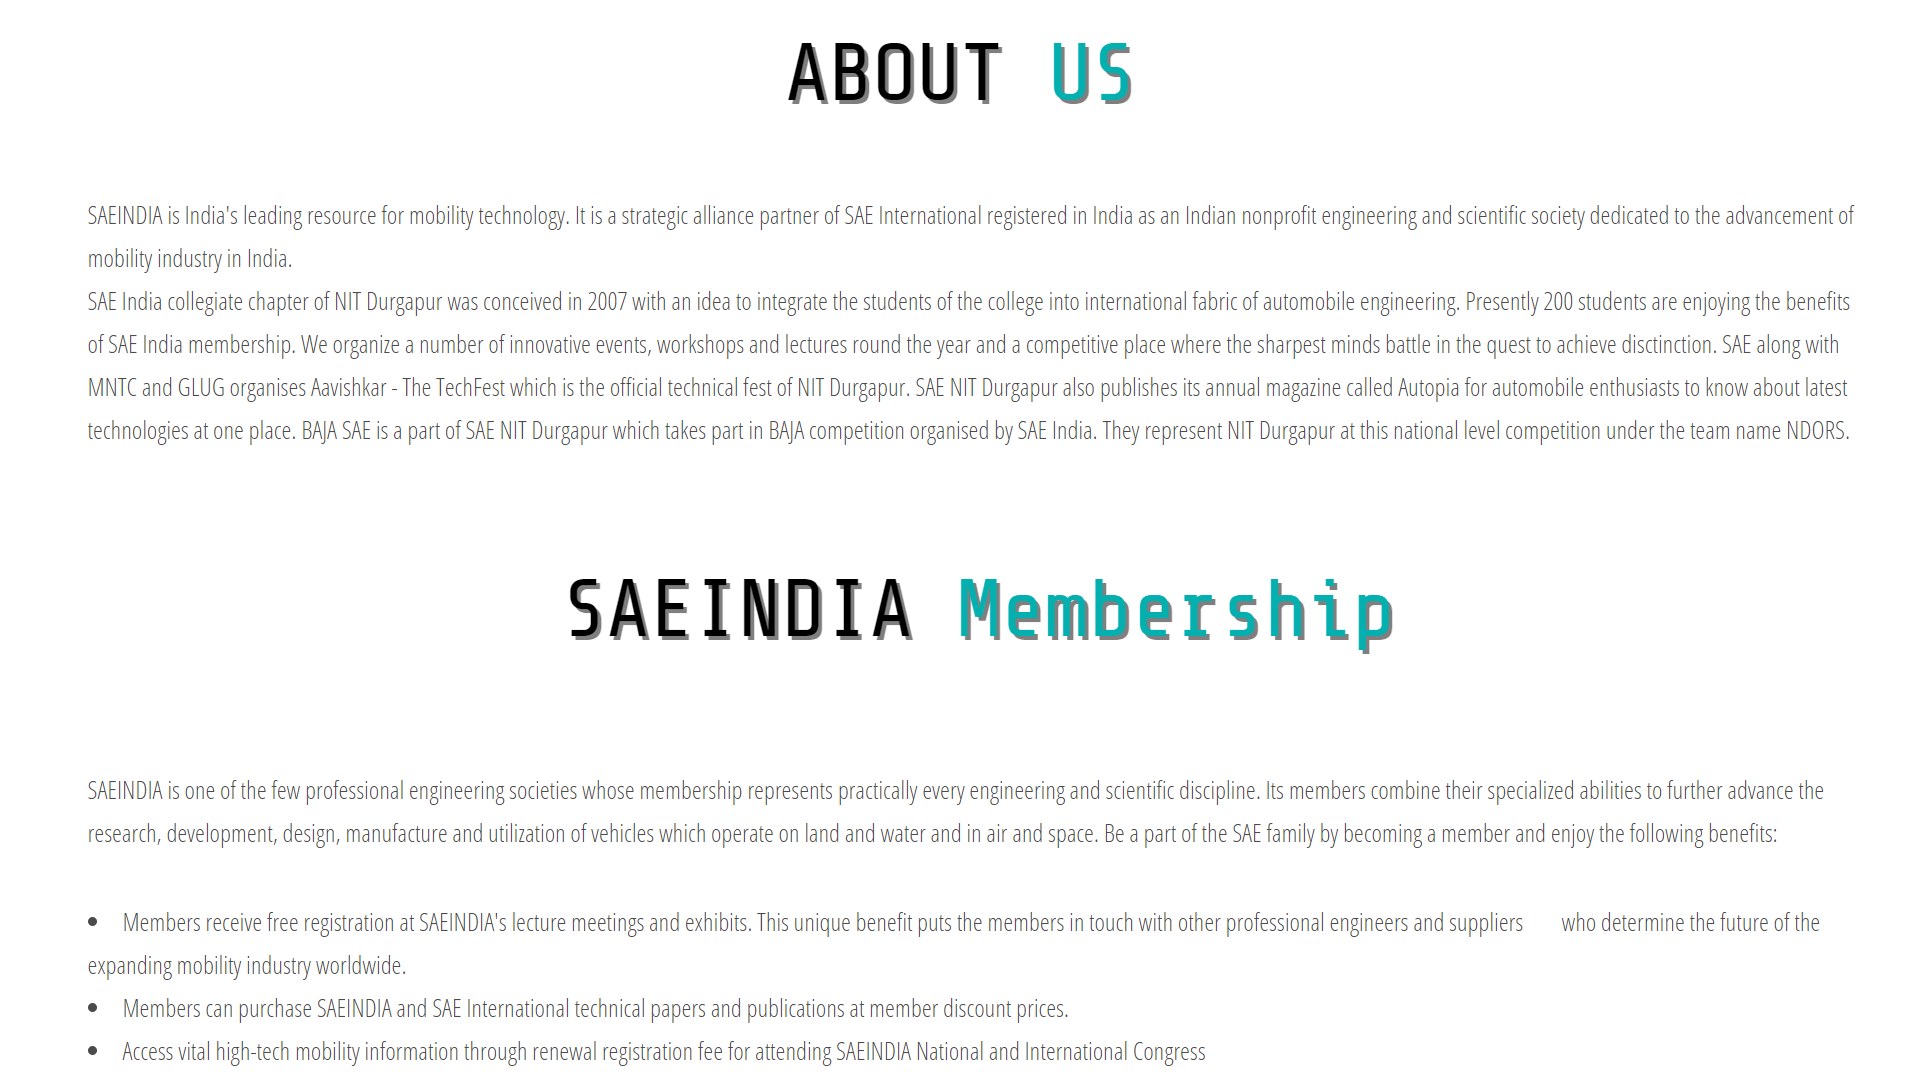 ABOUT US
SAEINDIA is India's leading resource for mobility technology. It is a strategic alliance partner of SAE International registered in India as an Indian nonprofit engineering and scientific society dedicated to the advancement of
mobility industry in India.
SAE India collegiate chapter of NIT Durgapur was conceived in 2007 with an idea to integrate the students of the college into international fabric of automobile engineering. Presently 200 students are enjoying the benefits
of SAE India membership. We organize a number of innovative events, workshops and lectures round the year and a competitive place where the sharpest minds battle in the quest to achieve disctinction. SAE along with
MNTC and GLUG organises Aavishkar - The TechFest which is the official technical fest of NIT Durgapur. SAE NIT Durgapur also publishes its annual magazine called Autopia for automobile enthusiasts to know about latest
technologies at one place. BAJA SAE is a part of SAE NIT Durgapur which takes part in BAJA competition organised by SAE India. They represent NIT Durgapur at this national level competition under the team name NDORS.
SAEINDIA Membership
SAEINDIA is one of the few professional engineering societies whose membership represents practically every engineering and scientific discipline. Its members combine their specialized abilities to further advance the
research, development, design, manufacture and utilization of vehicles which operate on land and water and in air and space. Be a part of the SAE family by becoming a member and enjoy the following benefits:
• Members receive free registration at SAEINDIA's lecture meetings and exhibits. This unique benefit puts the members in touch with other professional engineers and suppliers who determine the future of the
expanding mobility industry worldwide.
• Members can purchase SAEINDIA and SAE International technical papers and publications at member discount prices.
• Access vital high-tech mobility information through renewal registration fee for attending SAEINDIA National and International Congress